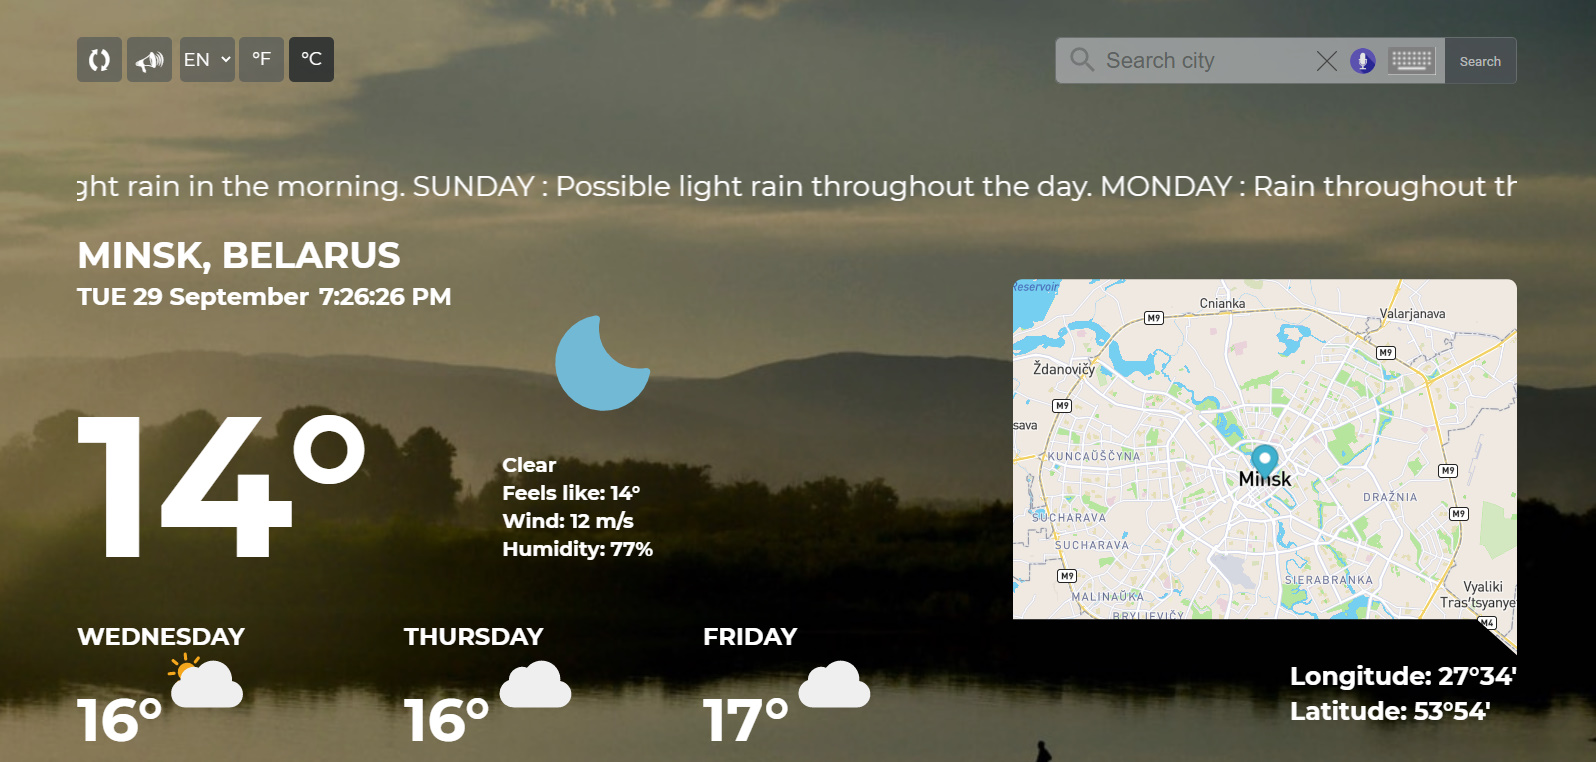 EN
°F
°C
Search city
Search
ght rain in the morning. SUNDAY : Possible light rain throughout the day. MONDAY : Rain throughout th
MINSK, BELARUS
TUE 29 September 7:26:26 PM
14°
Clear
Feels like: 14°
Wind: 12 m/s
Humidity: 77%
Reservoir
Cnianka
M9
Valarjanava
M9
Ždanovičy
M9
sava
KUNCAŬŠČYNA
Minsk
M9
DRAŽNIA
M9
SUCHARAVA
SUCHARAVA
M9
SIERABRANKA
MALINAŬKA
Vyaliki
Tras'tsyanye
BRYLIEVIČY
M4
Longitude: 27°34'
Latitude: 53°54'
WEDNESDAY
16°
THURSDAY
16°
FRIDAY
17°